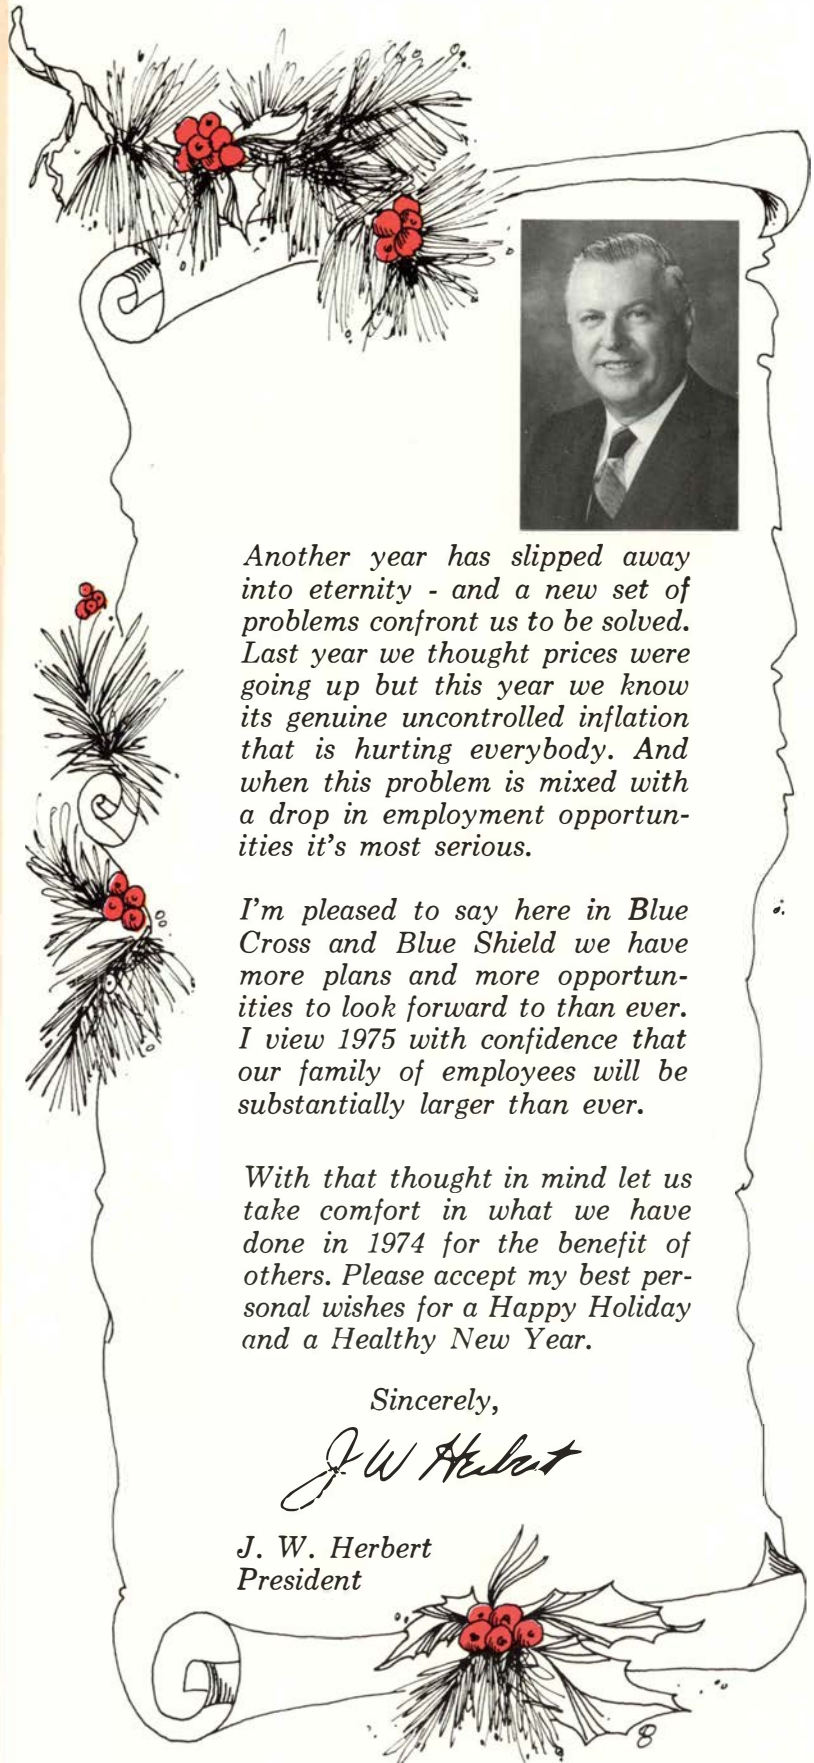 Another year has slipped away
into eternity - and a new set of
problems confront us to be solved.
Last year we thought prices were
going up but this year we know
its genuine uncontrolled inflation
that is hurting everybody. And
when this problem is mixed with
a drop in employment opportun-
ities it's most serious.
I'm pleased to say here in Blue
Cross and Blue Shield we have
more plans and more opportun-
ities to look forward to than ever.
I view 1975 with confidence that
our family of employees will be
substantially larger than ever.
With that thought in mind let us
take comfort in what we have
done in 1974 for the benefit of
others. Please accept my best per-
sonal wishes for a Happy Holiday
and a Healthy New Year.
Sincerely,
J W Herbert
J. W. Herbert
President